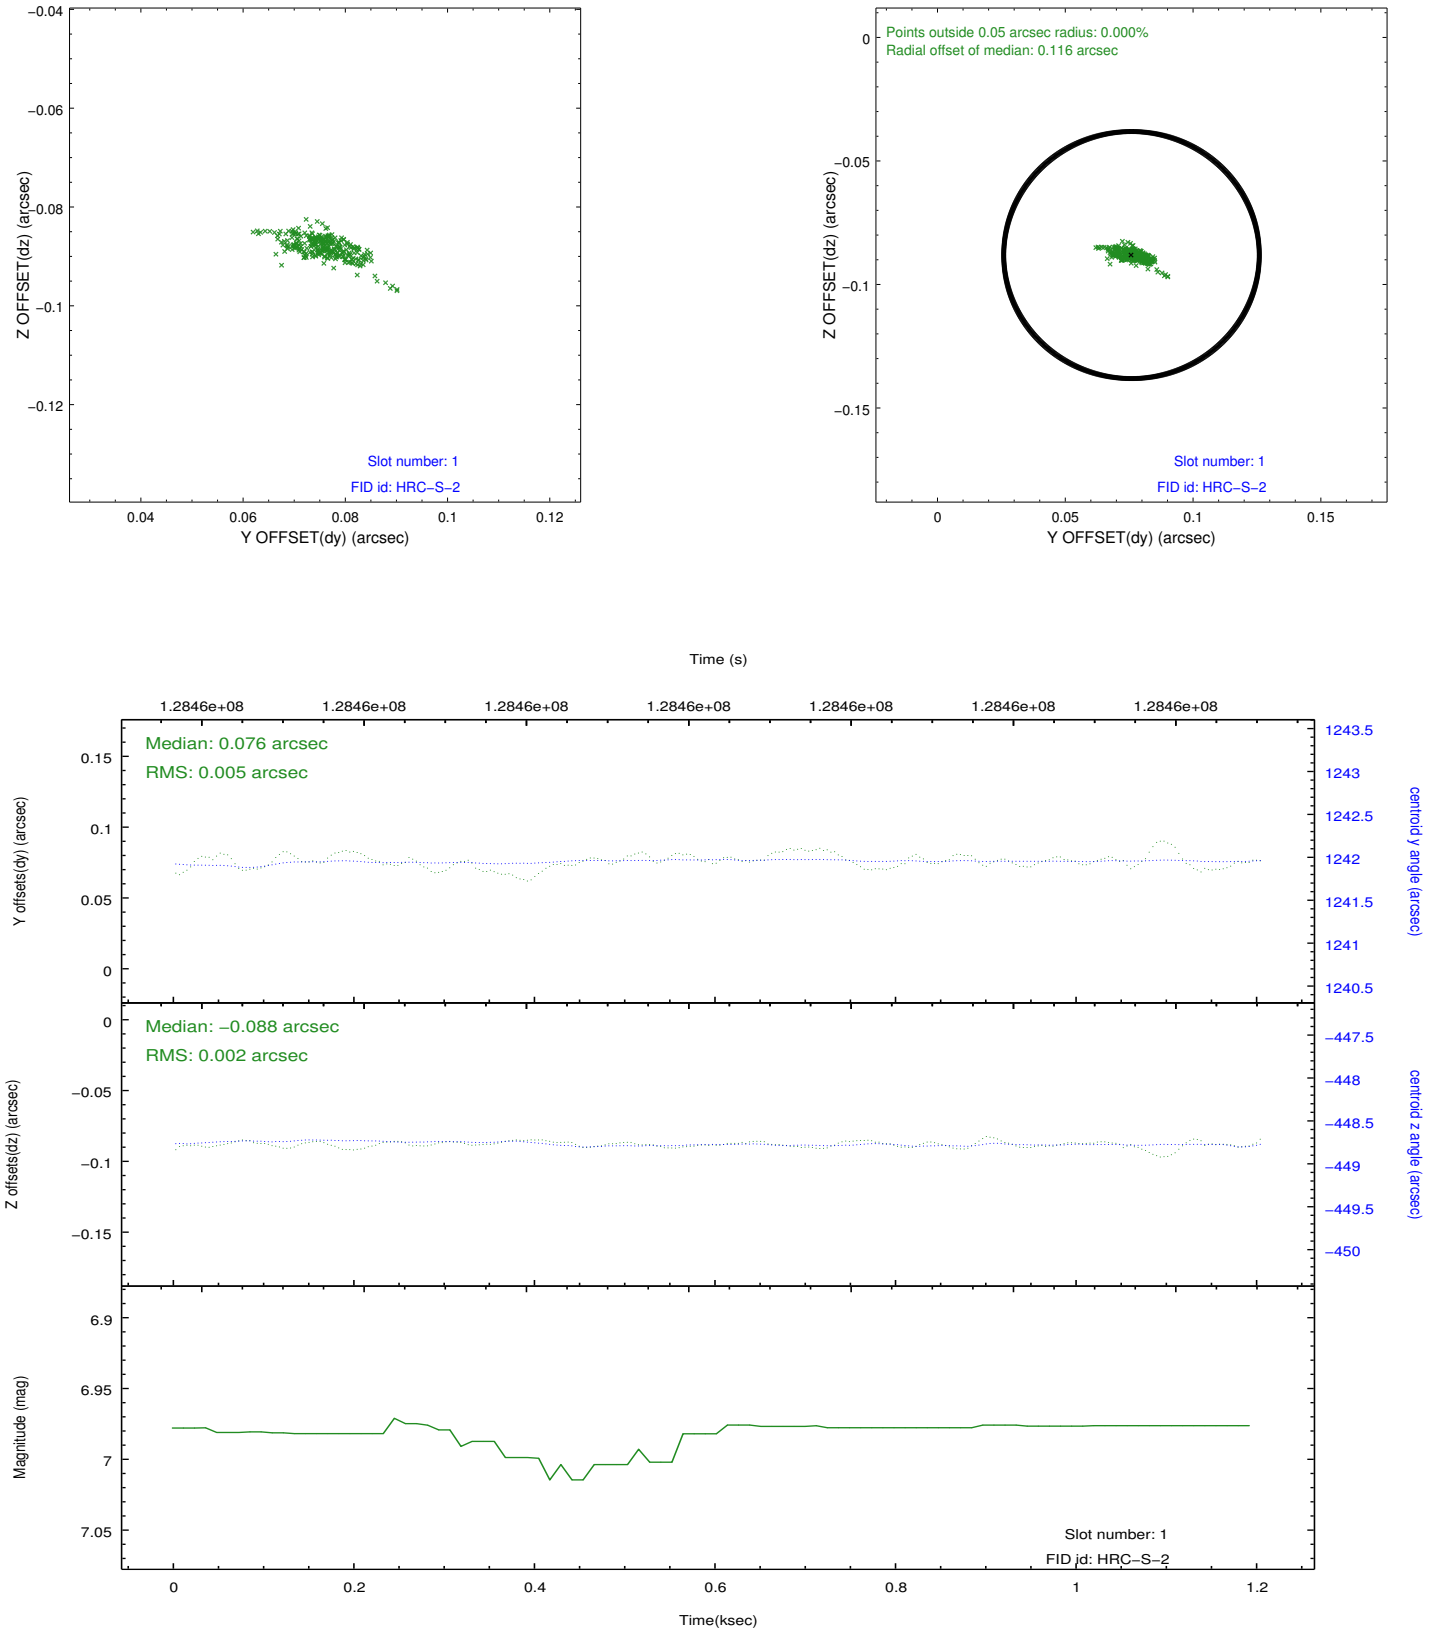 −0.04
−0.06
−0.08
−0.1
−0.12
Z OFFSET(dz) (arcsec)
Slot number: 1
FID id: HRC−S−2
0.04 0.06 0.08 0.1 0.12
Y OFFSET(dy) (arcsec)
Points outside 0.05 arcsec radius: 0.000%
Radial offset of median: 0.116 arcsec
0
−0.05
−0.1
−0.15
Z OFFSET(dz) (arcsec)
Slot number: 1
FID id: HRC−S−2
0 0.05 0.1 0.15
Y OFFSET(dy) (arcsec)
Time (s)
1.2846e+08 1.2846e+08 1.2846e+08 1.2846e+08 1.2846e+08 1.2846e+08 1.2846e+08
Median: 0.076 arcsec
RMS: 0.005 arcsec
0.15
0.1
0.05
0
Y offsets(dy) (arcsec)
1243.5
1243
1242.5
1242
1241.5
1241
1240.5
centroid y angle (arcsec)
Median: −0.088 arcsec
RMS: 0.002 arcsec
0
−0.05
−0.1
−0.15
Z offsets(dz) (arcsec)
−447.5
−448
−448.5
−449
−449.5
−450
centroid z angle (arcsec)
6.9
6.95
7
7.05
Magnitude (mag)
Slot number: 1
FID id: HRC−S−2
0 0.2 0.4 0.6 0.8 1 1.2
Time(ksec)